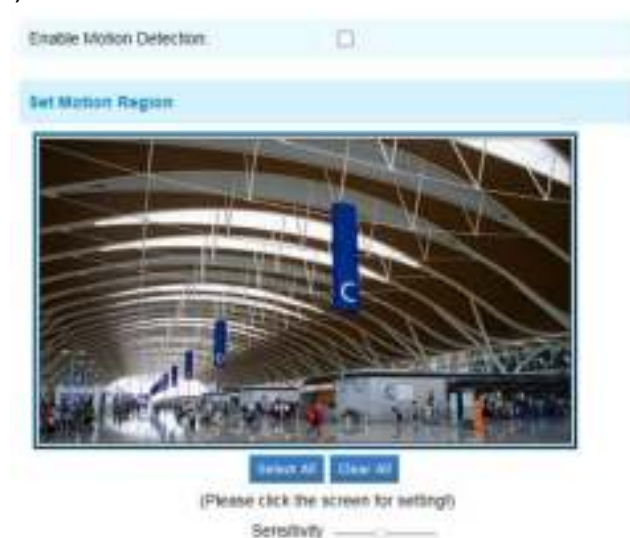 Enable Motion Detection:
Set Motion Region
C
Select All Clear All
(Please click the screen for setting!)
Sensitivity